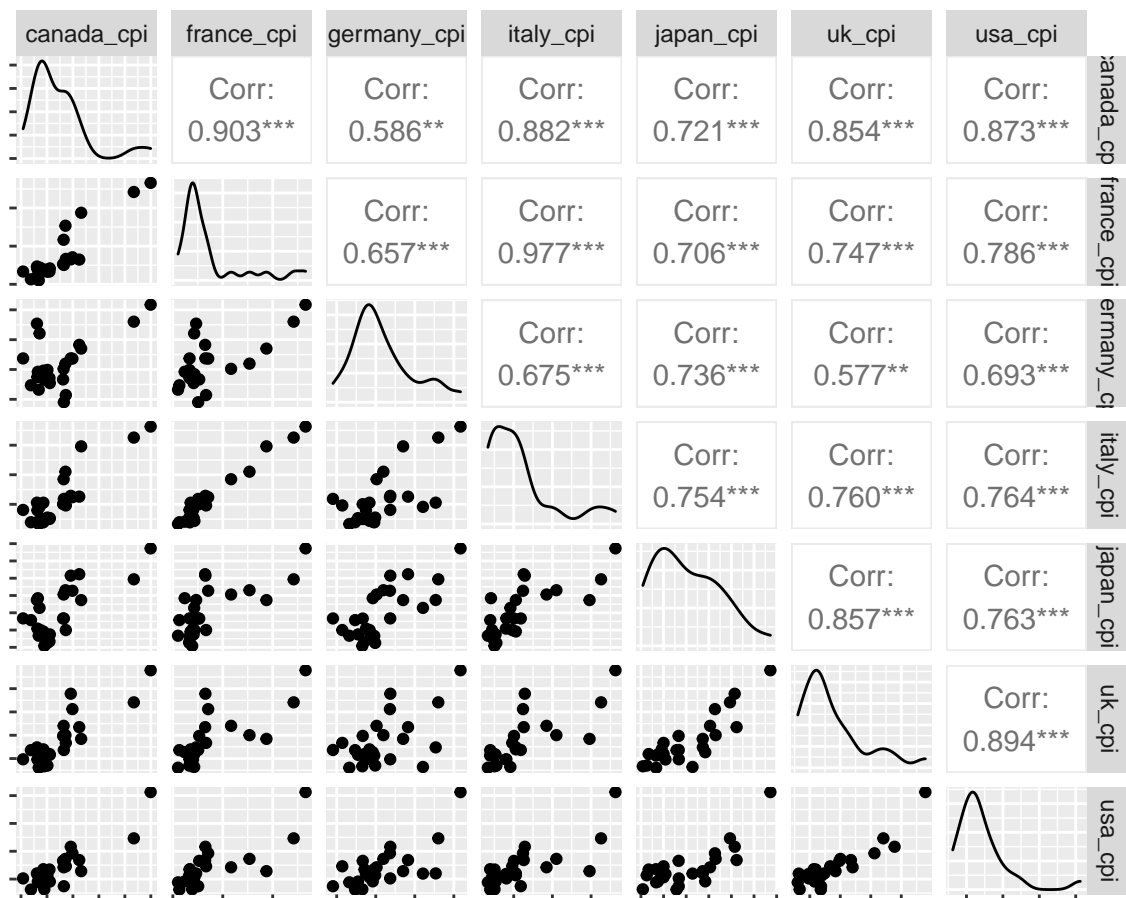 canada_cpi france_cpi germany_cpi italy_cpi japan_cpi uk_cpi usa_cpi
Corr: Corr: Corr: Corr: Corr: Corr:
0.903*** 0.586** 0.882*** 0.721*** 0.854*** 0.873***
anada_cp
Corr: Corr: Corr: Corr: Corr:
0.657*** 0.977*** 0.706*** 0.747*** 0.786***
france_cpi
Corr: Corr: Corr: Corr:
0.675*** 0.736*** 0.577** 0.693***
ermany_c
Corr: Corr: Corr:
0.754*** 0.760*** 0.764***
italy_cpi
Corr: Corr:
0.857*** 0.763***
japan_cpi
Corr:
0.894***
uk_cpi
usa_cpi